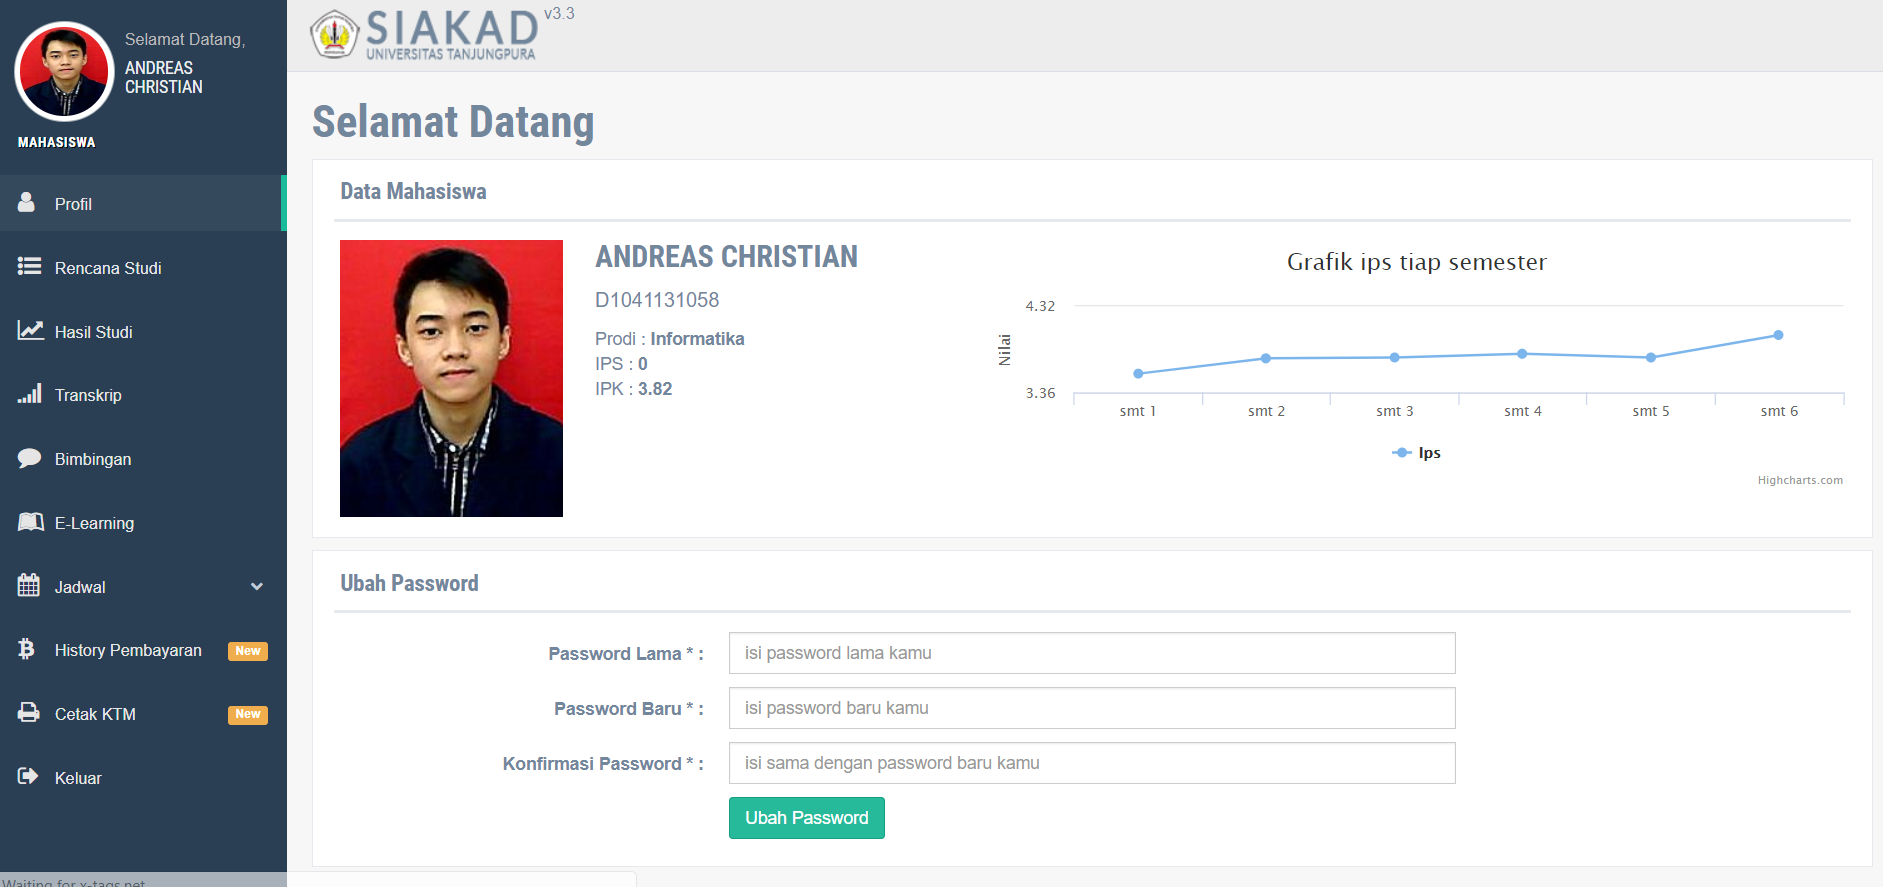 Selamat Datang,
ANDREAS
CHRISTIAN
MAHASISWA
Profil
Rencana Studi
Hasil Studi
Transkrip
Bimbingan
E-Learning
Jadwal
History Pembayaran New
Cetak KTM New
Keluar
Waiting for x-tags.net
SIAKAD v3.3
UNIVERSITAS TANJUNGPURA
Selamat Datang
Data Mahasiswa
ANDREAS CHRISTIAN
D1041131058
Prodi : Informatika
IPS : 0
IPK : 3.82
Grafik ips tiap semester
Nilai
4.32
3.36
smt 1 smt 2 smt 3 smt 4 smt 5 smt 6
Ips
Highcharts.com
Ubah Password
Password Lama * : isi password lama kamu
Password Baru * : isi password baru kamu
Konfirmasi Password * : isi sama dengan password baru kamu
Ubah Password